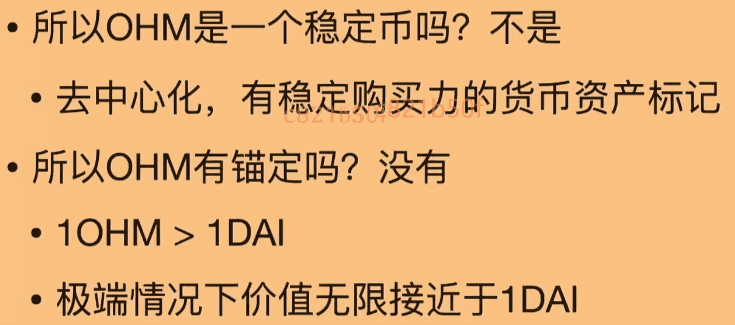 • 所以OHM是一个稳定币吗？不是
• 去中心化，有稳定购买力的货币资产标记
• 所以OHM有锚定吗？没有
• 1OHM > 1DAI
• 极端情况下价值无限接近于1DAI